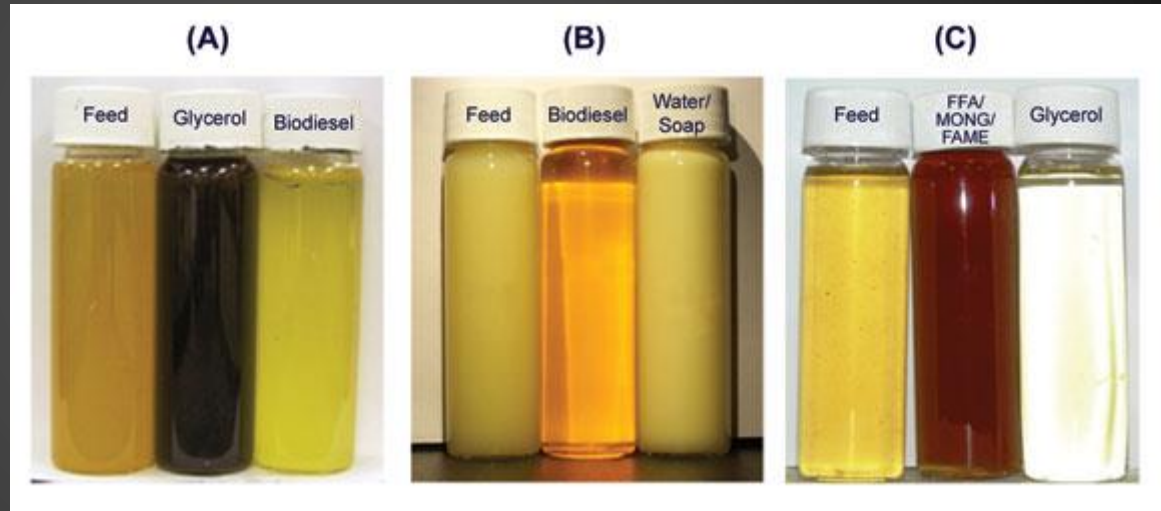 (A)
(B)
(C)
Feed
Glycerol
Biodiesel
Feed
Biodiesel
Water/
Soap
Feed
FFA/
MONG/
FAME
Glycerol